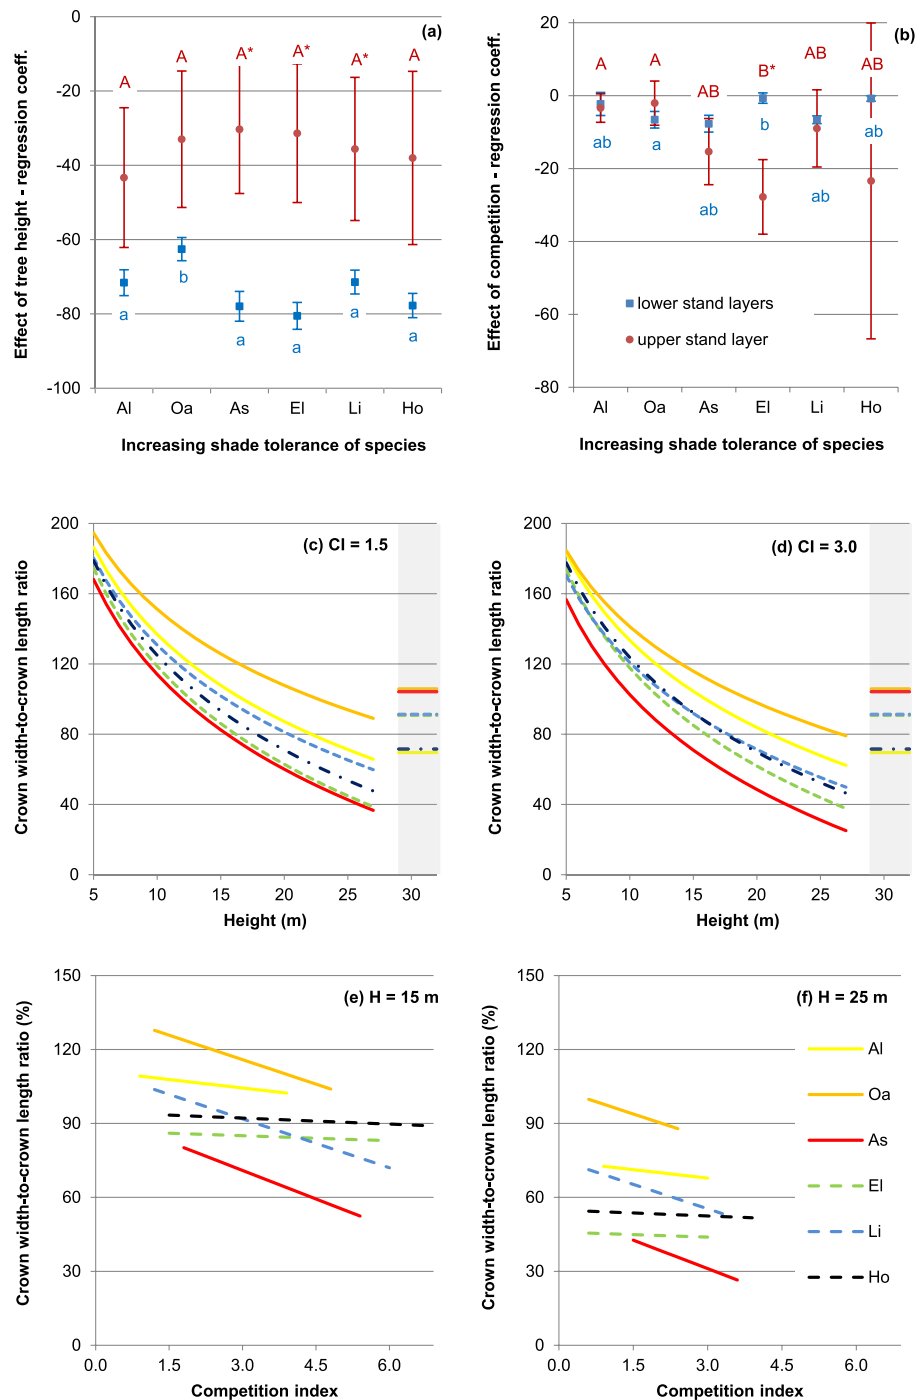 (a)
Effect of tree height - regression coeff.
0
-20
-40
-60
-80
-100
A A A* A* A* A
a b a a a a
Al Oa As El Li Ho
Increasing shade tolerance of species
(b)
Effect of competition - regression coeff.
20
0
-20
-40
-60
-80
A A AB B* AB AB
ab a ab b ab ab
lower stand layers
upper stand layer
Al Oa As El Li Ho
Increasing shade tolerance of species
(c) CI = 1.5
Crown width-to-crown length ratio
200
160
120
80
40
0
5 10 15 20 25 30
Height (m)
(d) CI = 3.0
Crown width-to-crown length ratio
200
160
120
80
40
0
5 10 15 20 25 30
Height (m)
(e) H = 15 m
Crown width-to-crown length ratio (%)
150
120
90
60
30
0
0.0 1.5 3.0 4.5 6.0
Competition index
(f) H = 25 m
Crown width-to-crown length ratio (%)
150
120
90
60
30
0
Al
Oa
As
El
Li
Ho
0.0 1.5 3.0 4.5 6.0
Competition index